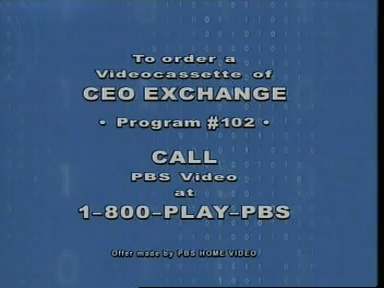 To order a
Videocassette of
CEO EXCHANGE
• Program #102 •
CALL
PBS Video
at
1-800-PLAY-PBS
Offer made by PBS HOME VIDEO